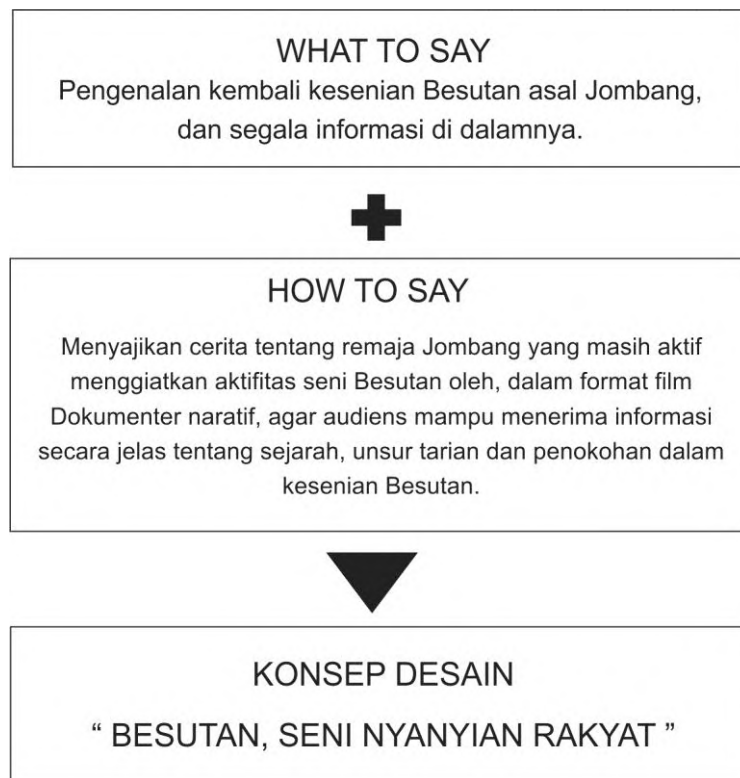 WHAT TO SAY
Pengenalan kembali kesenian Besutan asal Jombang,
dan segala informasi di dalamnya.
HOW TO SAY
Menyajikan cerita tentang remaja Jombang yang masih aktif
menggiatkan aktifitas seni Besutan oleh, dalam format film
Dokumenter naratif, agar audiens mampu menerima informasi
secara jelas tentang sejarah, unsur tarian dan penokohan dalam
kesenian Besutan.
KONSEP DESAIN
“ BESUTAN, SENI NYANYIAN RAKYAT ”